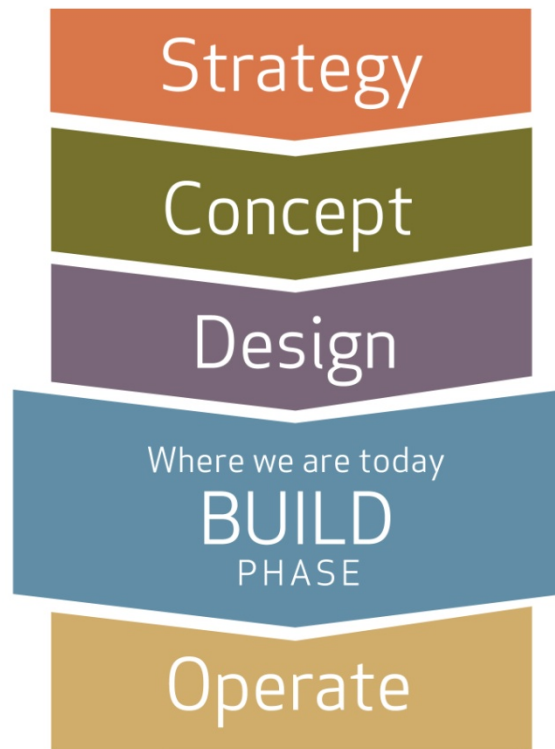 Strategy
Concept
Design
Where we are today
BUILD
PHASE
Operate